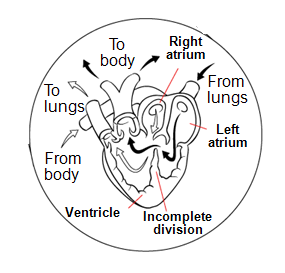 To
body
Right
atrium
To
lungs
From
lungs
Left
atrium
From
body
Ventricle
Incomplete
division